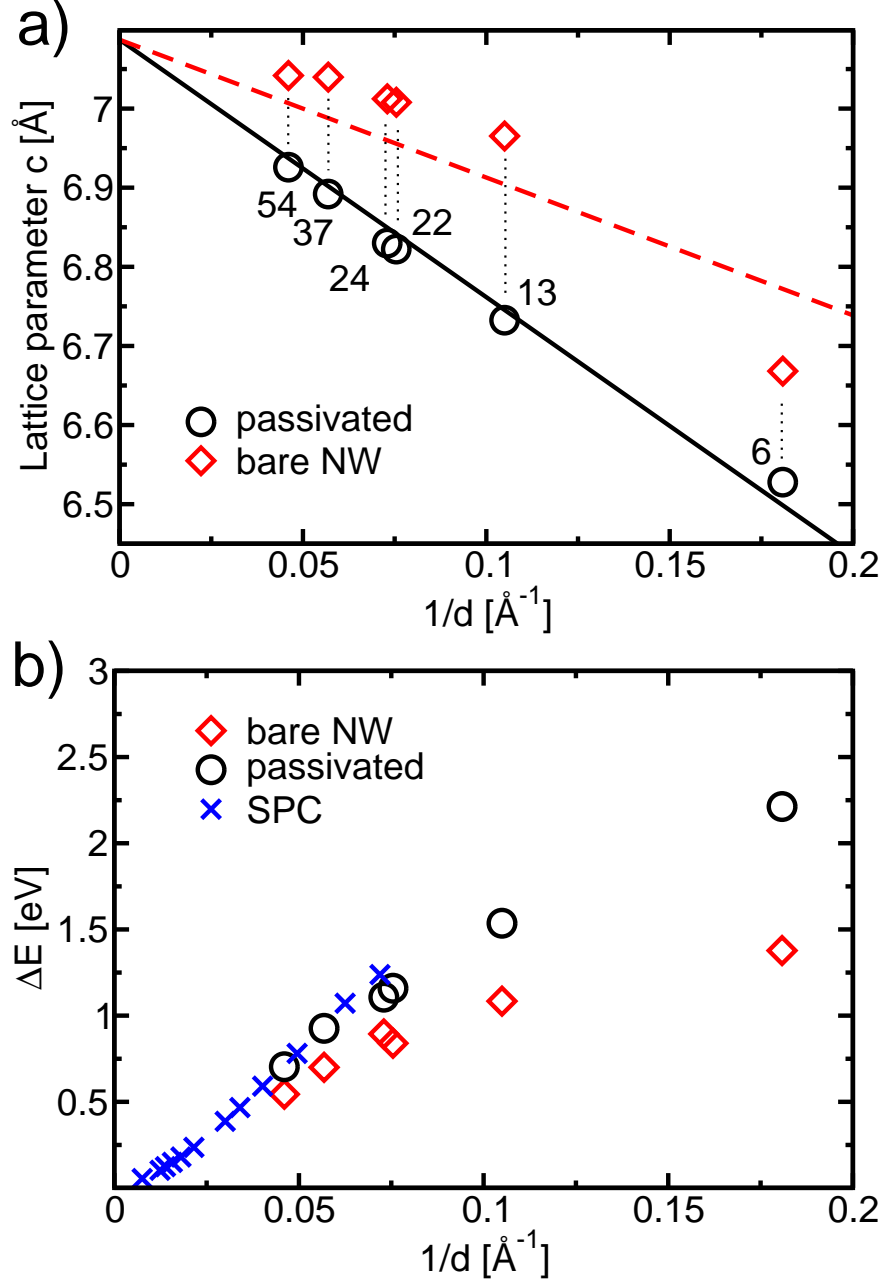 a)
Lattice parameter c [Å]
7
6.9
6.8
6.7
6.6
6.5
54
37
24
22
13
6
passivated
bare NW
0
0.05
0.1
0.15
0.2
1/d [Å⁻¹]
b)
ΔE [eV]
3
2.5
2
1.5
1
0.5
bare NW
passivated
SPC
0
0.05
0.1
0.15
0.2
1/d [Å⁻¹]